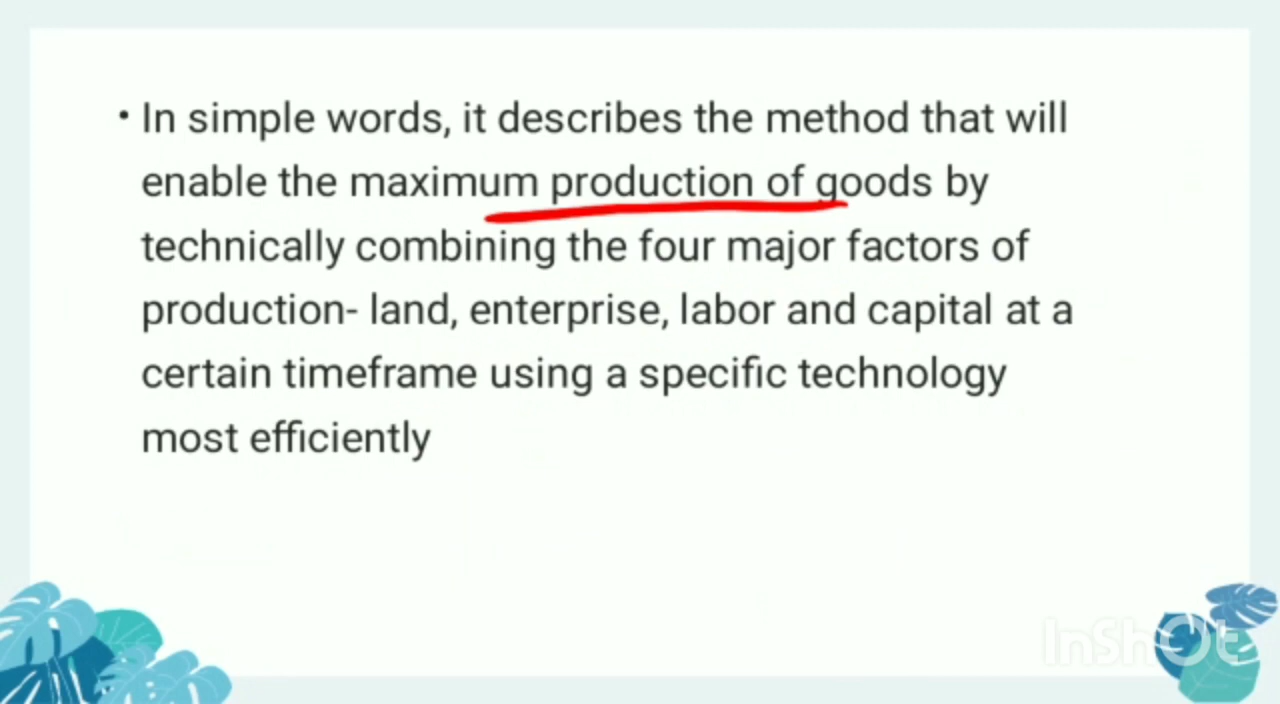 • In simple words, it describes the method that will
enable the maximum production of goods by
technically combining the four major factors of
production- land, enterprise, labor and capital at a
certain timeframe using a specific technology
most efficiently
InShOt